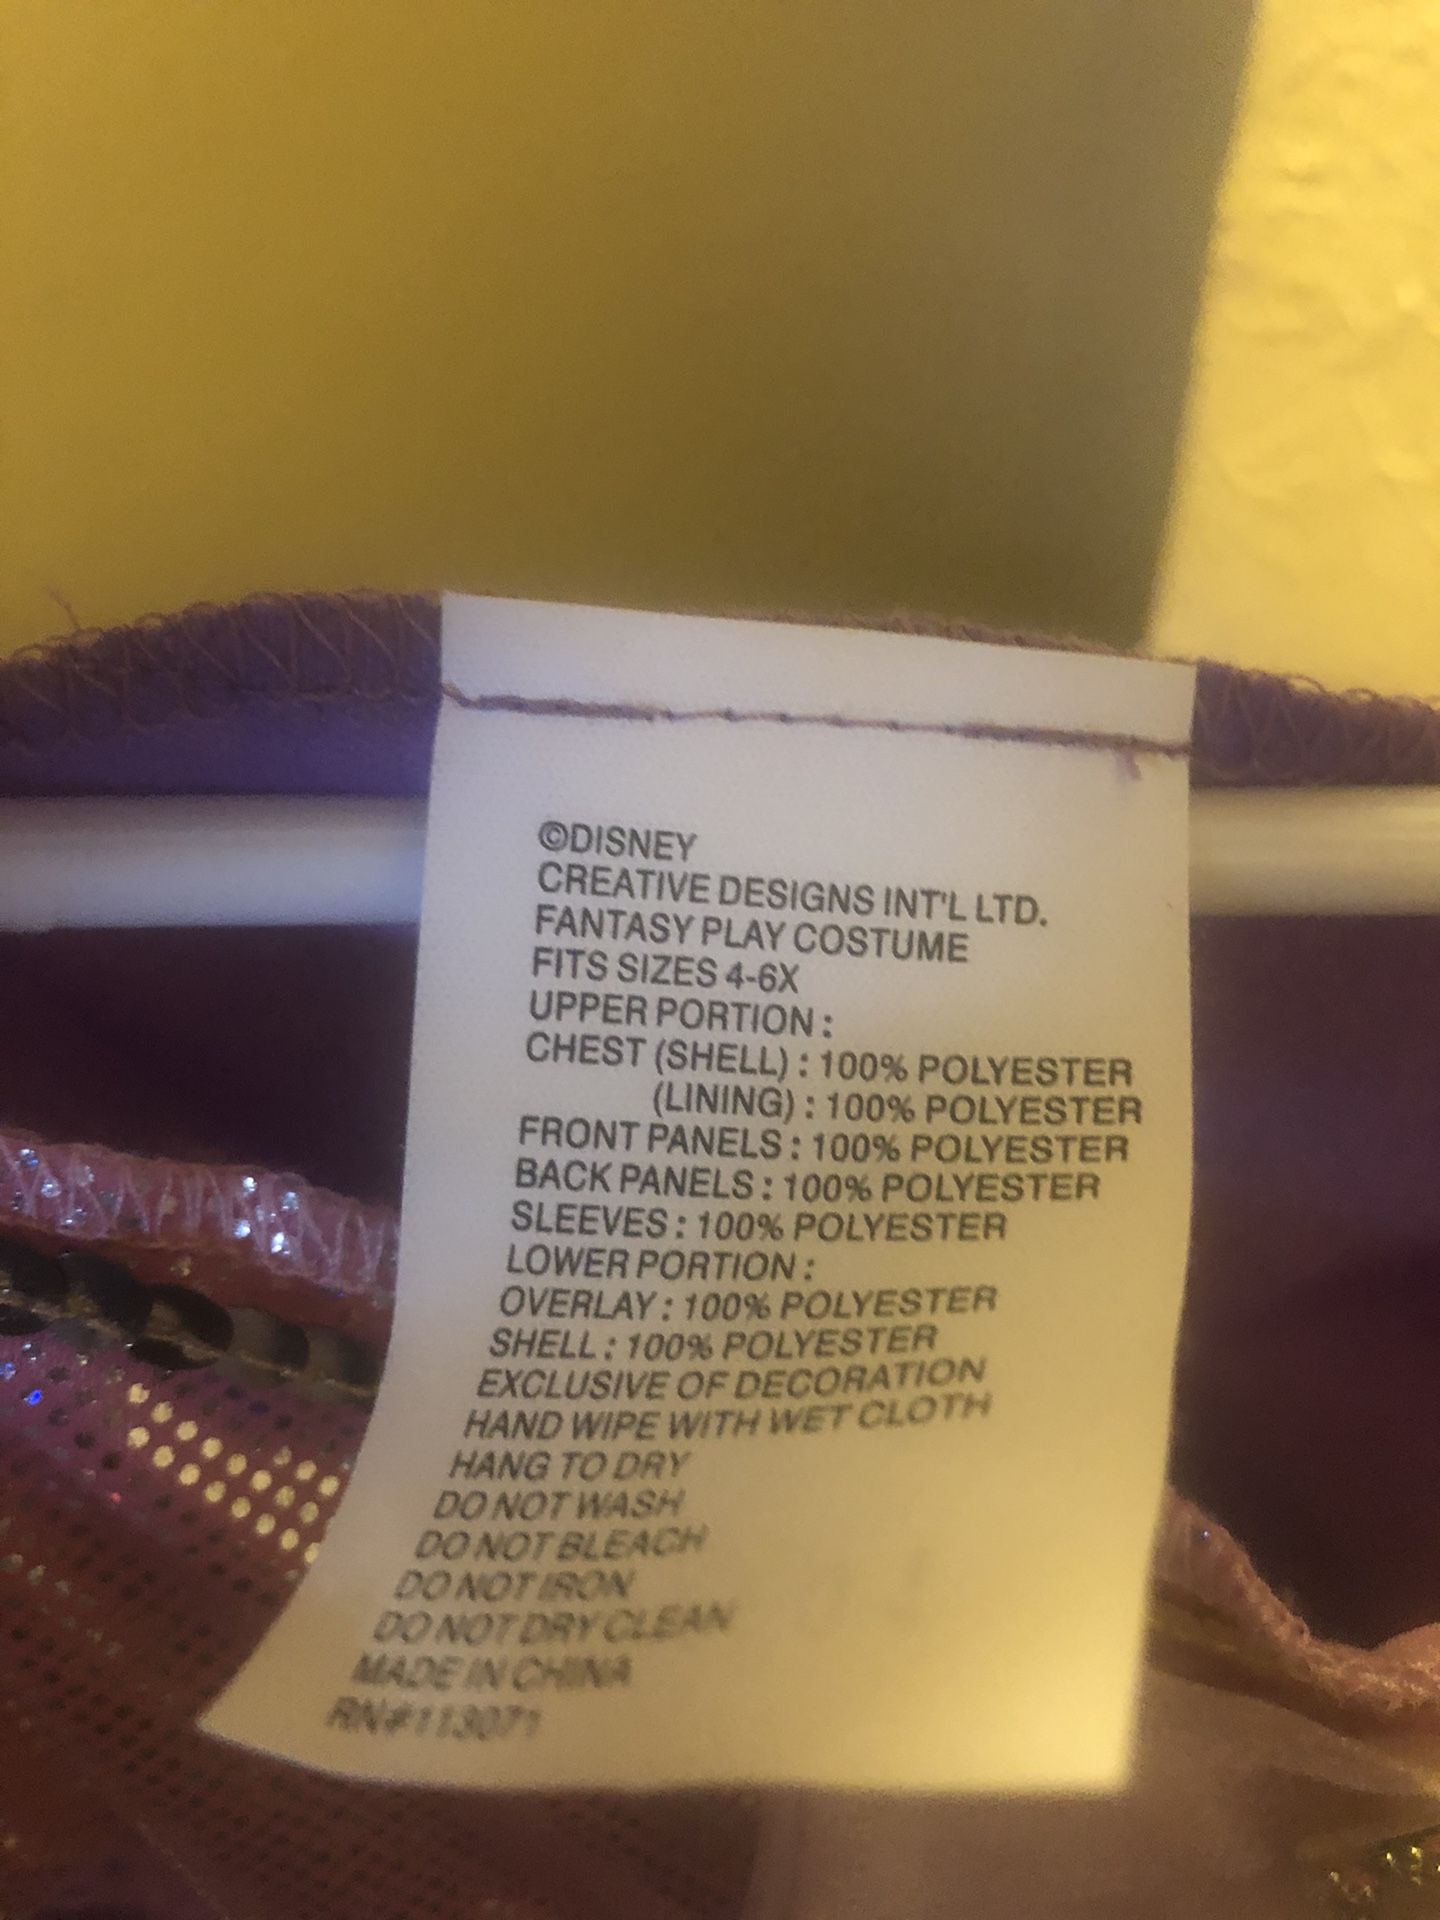 ©DISNEY
CREATIVE DESIGNS INT'L LTD.
FANTASY PLAY COSTUME
FITS SIZES 4-6X
UPPER PORTION :
CHEST (SHELL) : 100% POLYESTER
(LINING) : 100% POLYESTER
FRONT PANELS : 100% POLYESTER
BACK PANELS : 100% POLYESTER
SLEEVES : 100% POLYESTER
LOWER PORTION :
OVERLAY : 100% POLYESTER
SHELL : 100% POLYESTER
EXCLUSIVE OF DECORATION
HAND WIPE WITH WET CLOTH
HANG TO DRY
DO NOT WASH
DO NOT BLEACH
DO NOT IRON
DO NOT DRY CLEAN
MADE IN CHINA
RN#113071